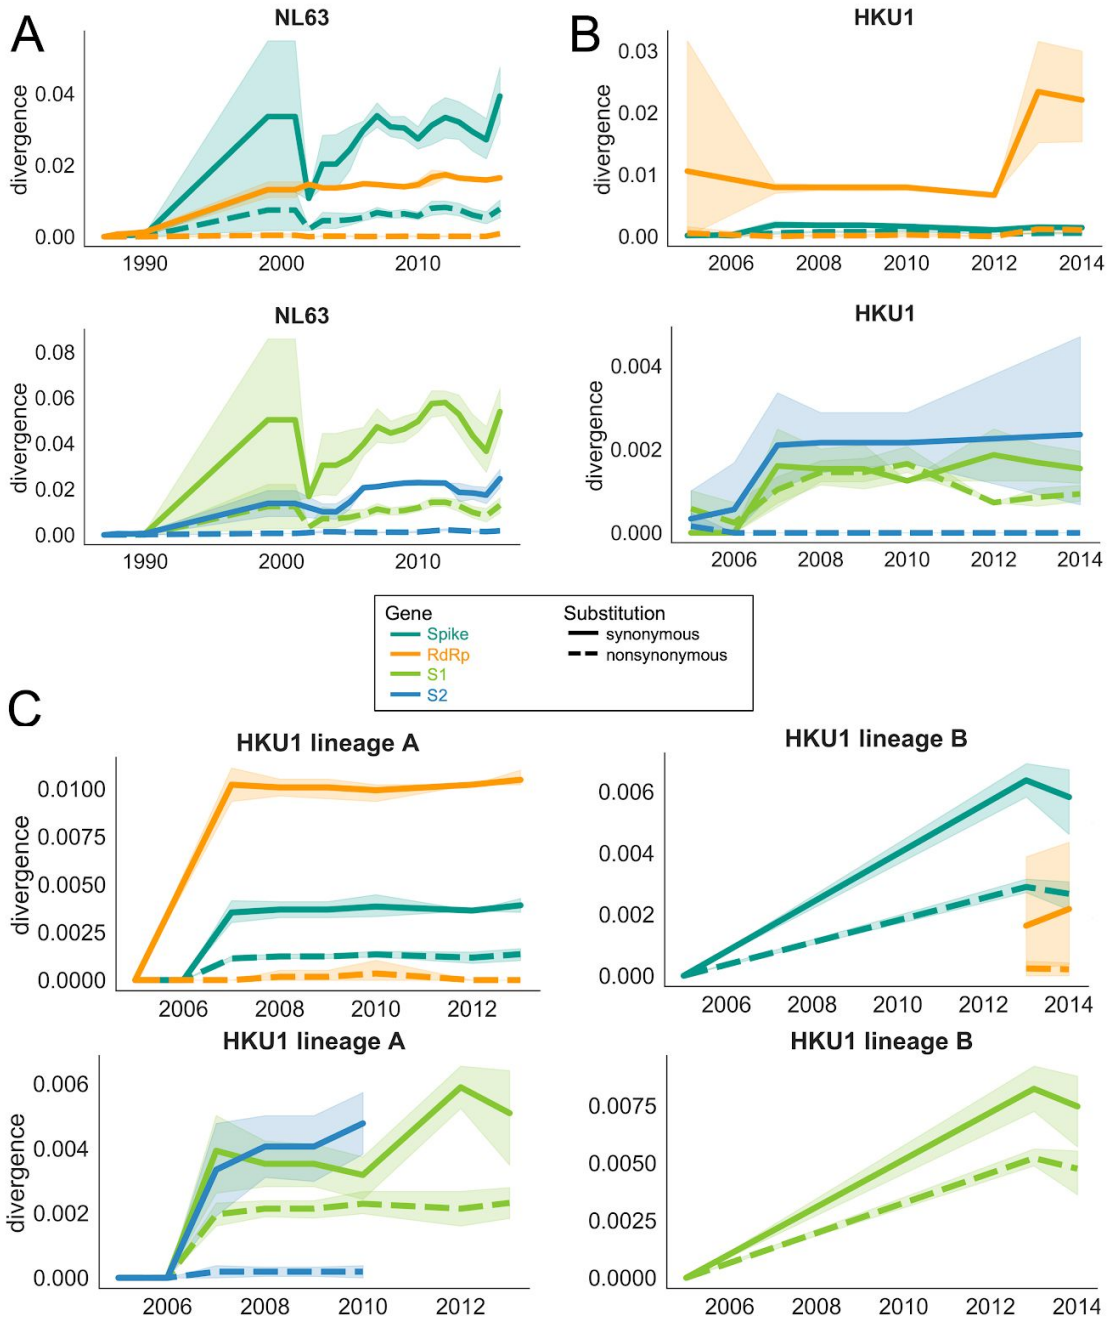 A
NL63
divergence
0.04
0.02
0.00
1990
2000
2010
B
HKU1
divergence
0.03
0.02
0.01
0.00
2006
2008
2010
2012
2014
NL63
divergence
0.08
0.06
0.04
0.02
0.00
1990
2000
2010
HKU1
divergence
0.004
0.002
0.000
2006
2008
2010
2012
2014
Gene
Spike
RdRp
S1
S2
Substitution
synonymous
nonsynonymous
C
HKU1 lineage A
divergence
0.0100
0.0075
0.0050
0.0025
0.0000
2006
2008
2010
2012
HKU1 lineage B
0.006
0.004
0.002
0.000
2006
2008
2010
2012
2014
HKU1 lineage A
divergence
0.006
0.004
0.002
0.000
2006
2008
2010
2012
HKU1 lineage B
0.0075
0.0050
0.0025
0.0000
2006
2008
2010
2012
2014